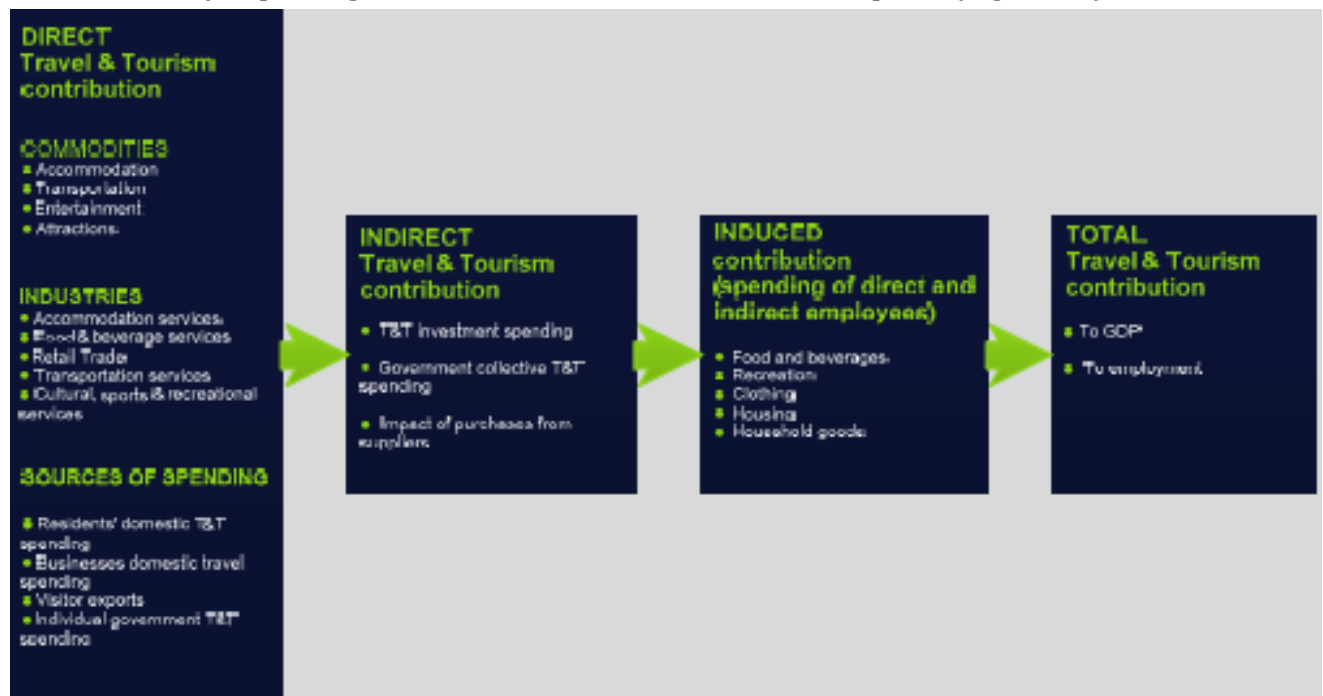 DIRECT
Travel & Tourism
contribution
COMMODITIES
• Accommodation
• Transportation
• Entertainment
• Attractions
INDUSTRIES
• Accommodation services
• Food & beverage services
• Retail Trade
• Transportation services
• Cultural, sports & recreational
services
SOURCES OF SPENDING
• Residents' domestic T&T
spending
• Businesses domestic travel
spending
• Visitor exports
• Individual government T&T
spending
INDIRECT
Travel & Tourism
contribution
• T&T investment spending
• Government collective T&T
spending
• Impact of purchases from
suppliers
INDUCED
contribution
(spending of direct and
indirect employees)
• Food and beverages
• Recreation
• Clothing
• Housing
• Household goods
TOTAL
Travel & Tourism
contribution
• To GDP
• To employment